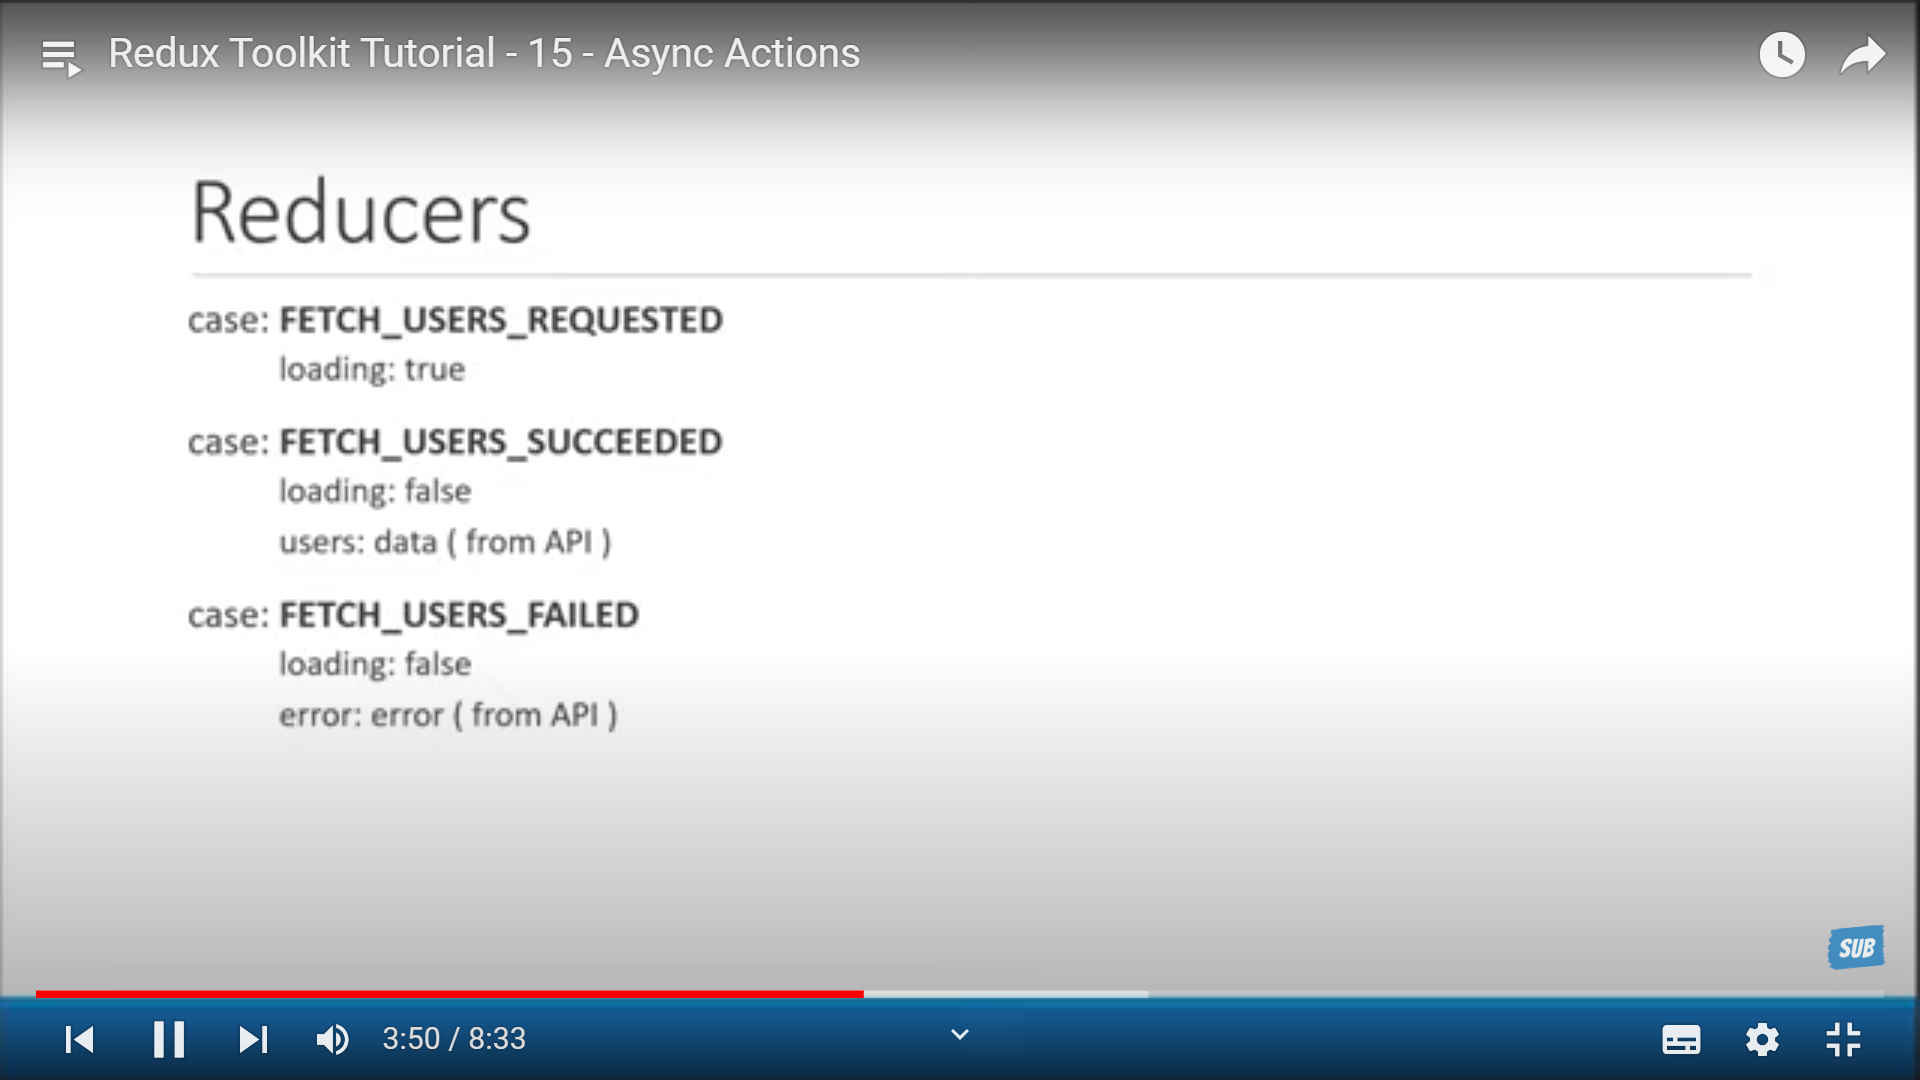 Redux Toolkit Tutorial - 15 - Async Actions
Reducers
case: FETCH_USERS_REQUESTED
loading: true
case: FETCH_USERS_SUCCEEDED
loading: false
users: data ( from API )
case: FETCH_USERS_FAILED
loading: false
error: error ( from API )
SUB
3:50 / 8:33